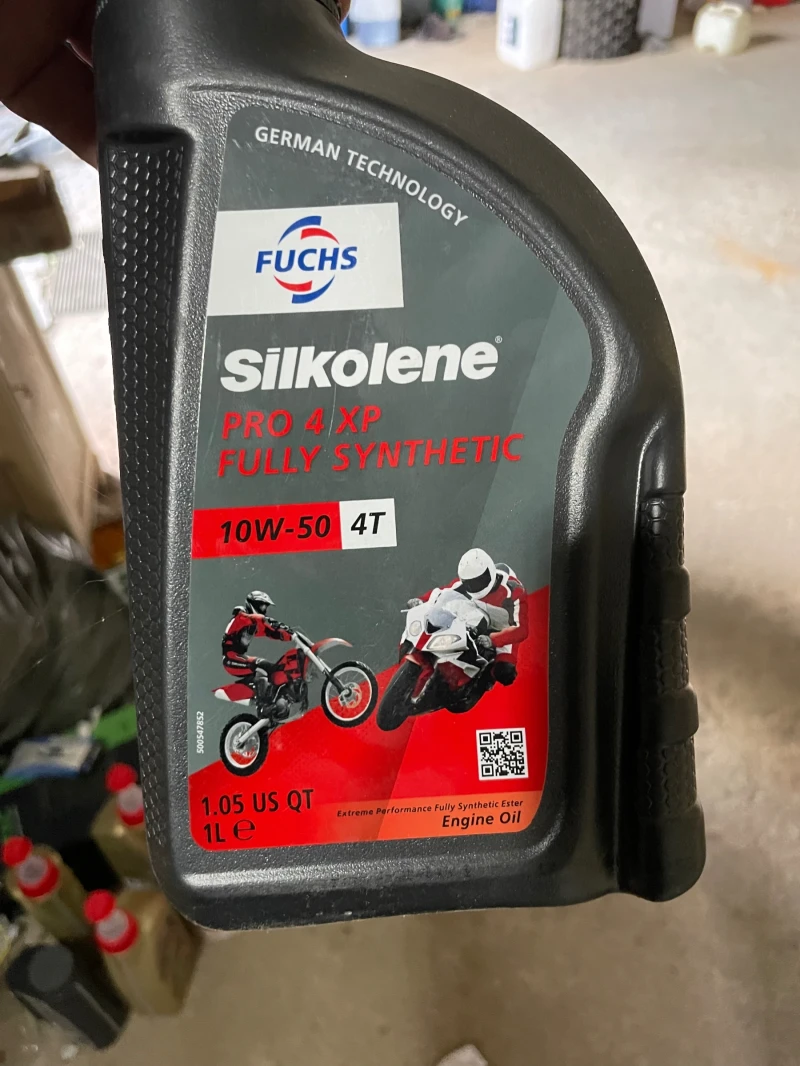 GERMAN TECHNOLOGY
FUCHS
Silkolene®
PRO 4 XP
FULLY SYNTHETIC
10W-50 4T
500547852
1.05 US QT
1L ℮
Extreme Performance Fully Synthetic Ester
Engine Oil